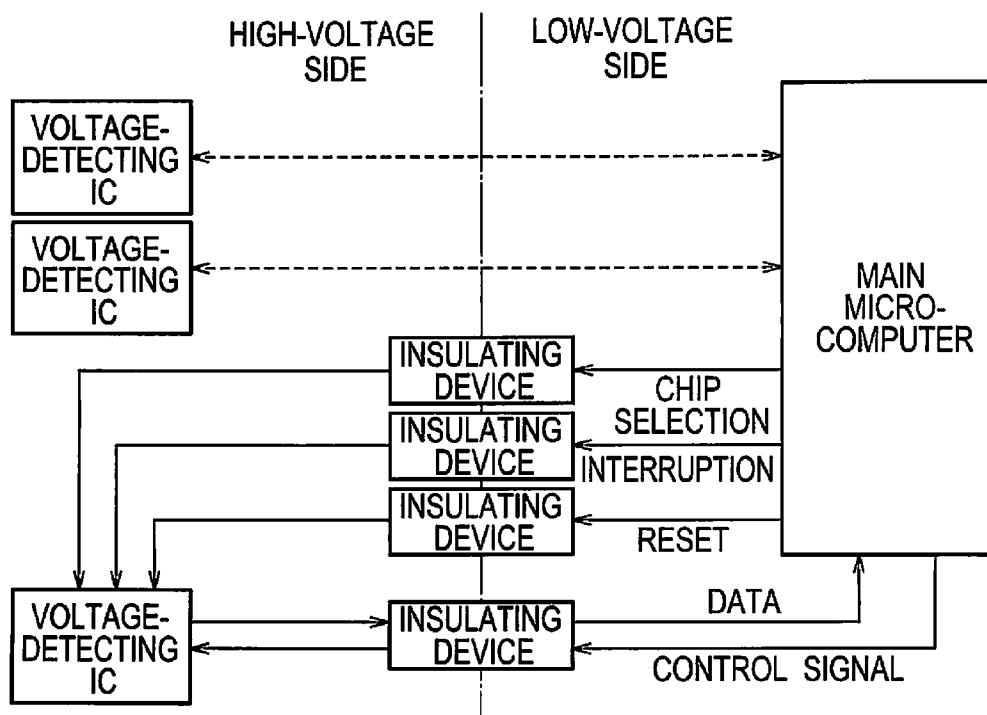 HIGH-VOLTAGE
SIDE
LOW-VOLTAGE
SIDE
VOLTAGE-
DETECTING
IC
VOLTAGE-
DETECTING
IC
MAIN
MICRO-
COMPUTER
INSULATING
DEVICE
CHIP
SELECTION
INSULATING
DEVICE
INTERRUPTION
INSULATING
DEVICE
RESET
VOLTAGE-
DETECTING
IC
INSULATING
DEVICE
DATA
CONTROL SIGNAL